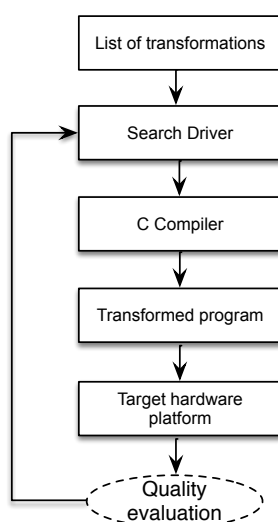 List of transformations
Search Driver
C Compiler
Transformed program
Target hardware
platform
Quality
evaluation